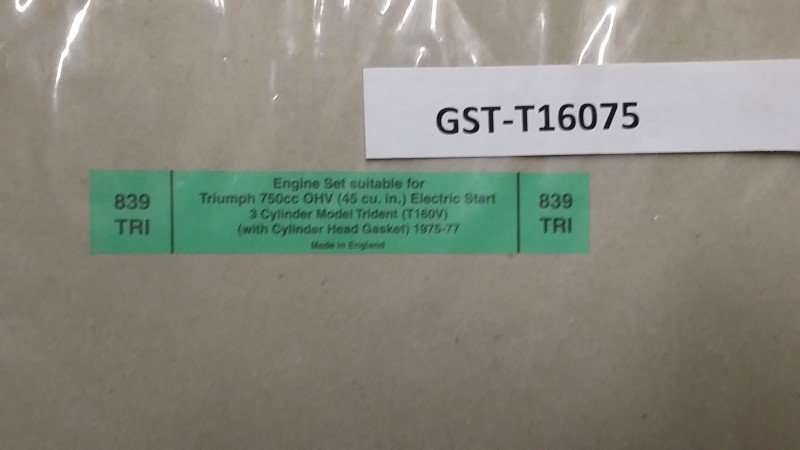 GST-T16075
839
TRI
Engine Set suitable for
Triumph 750cc OHV (45 cu. in.) Electric Start
3 Cylinder Model Trident (T160V)
(with Cylinder Head Gasket) 1975-77
Made in England
839
TRI